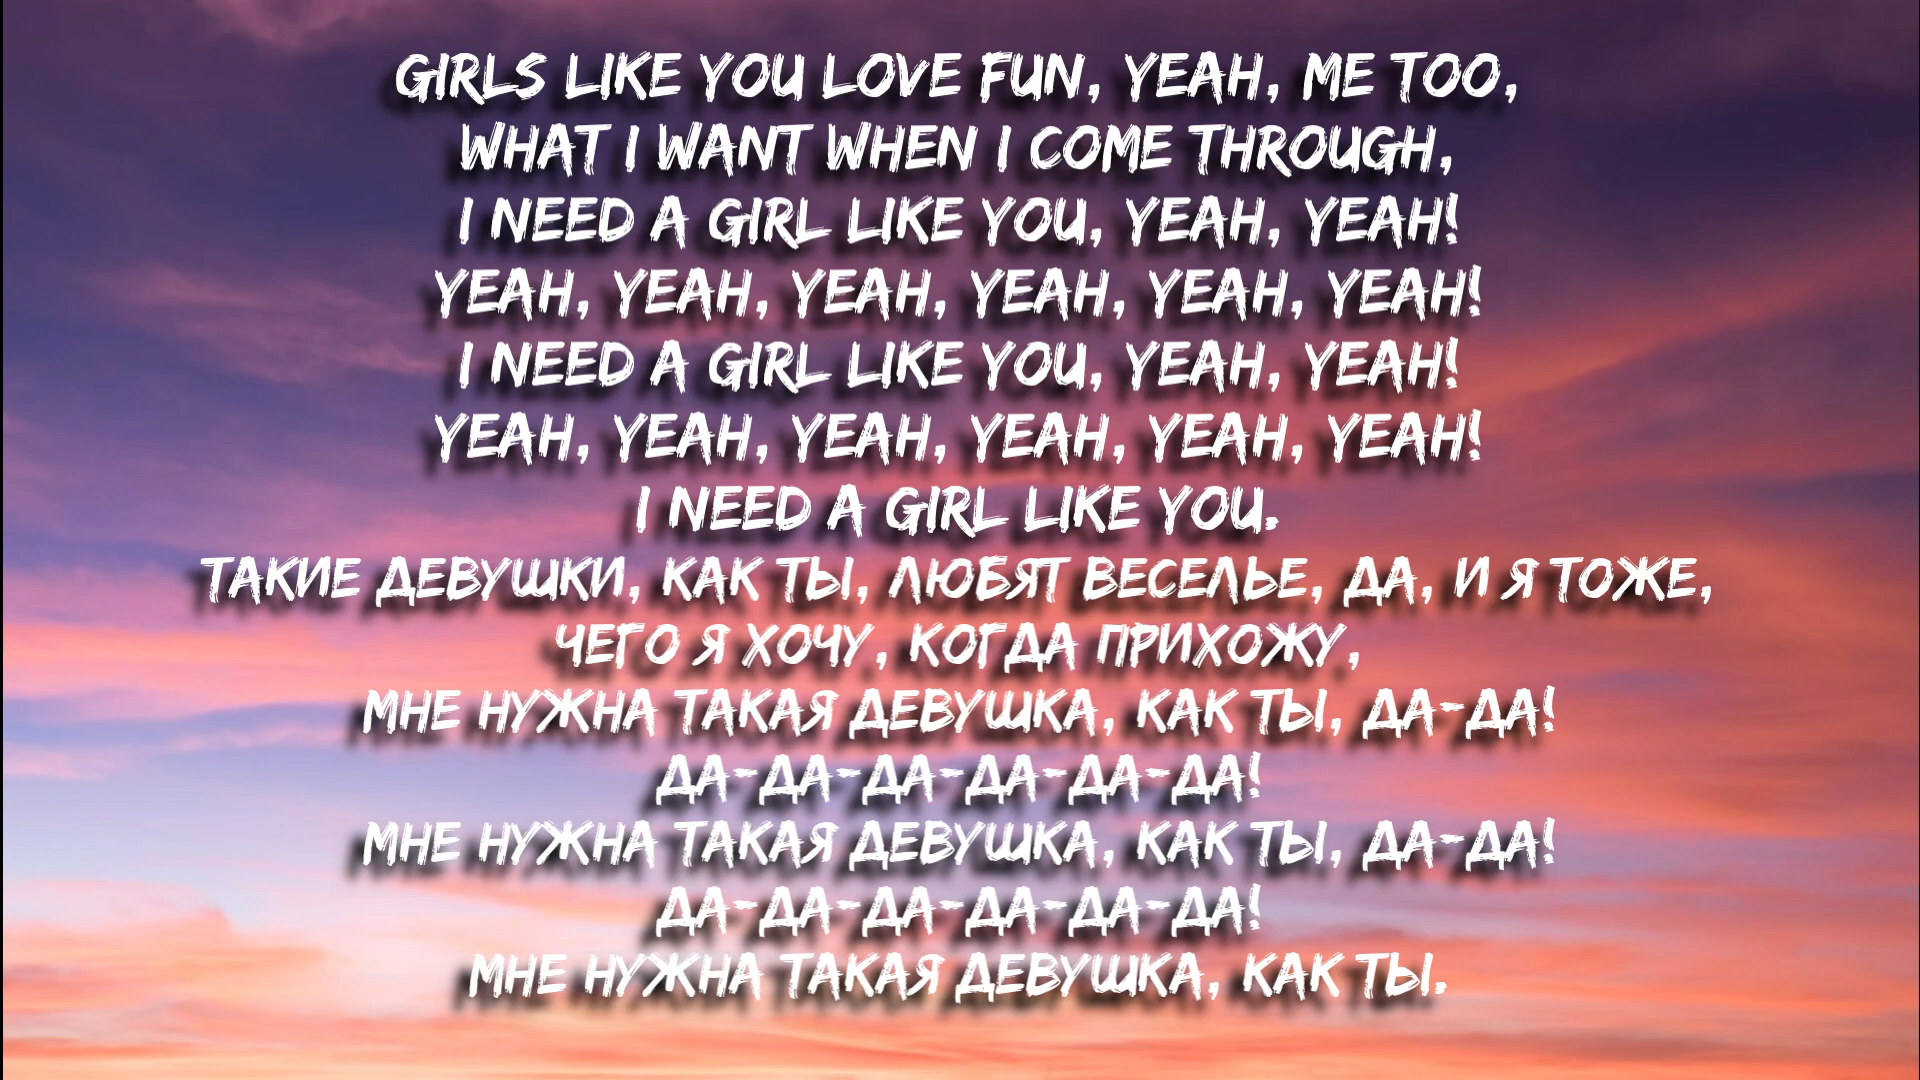 GIRLS LIKE YOU LOVE FUN, YEAH, ME TOO,
WHAT I WANT WHEN I COME THROUGH,
I NEED A GIRL LIKE YOU, YEAH, YEAH!
YEAH, YEAH, YEAH, YEAH, YEAH, YEAH!
I NEED A GIRL LIKE YOU, YEAH, YEAH!
YEAH, YEAH, YEAH, YEAH, YEAH, YEAH!
I NEED A GIRL LIKE YOU.
ТАКИЕ ДЕВУШКИ, КАК ТЫ, ЛЮБЯТ ВЕСЕЛЬЕ, ДА, И Я ТОЖЕ,
ЧЕГО Я ХОЧУ, КОГДА ПРИХОЖУ,
МНЕ НУЖНА ТАКАЯ ДЕВУШКА, КАК ТЫ, ДА-ДА!
ДА-ДА-ДА-ДА-ДА-ДА!
МНЕ НУЖНА ТАКАЯ ДЕВУШКА, КАК ТЫ, ДА-ДА!
ДА-ДА-ДА-ДА-ДА-ДА!
МНЕ НУЖНА ТАКАЯ ДЕВУШКА, КАК ТЫ.